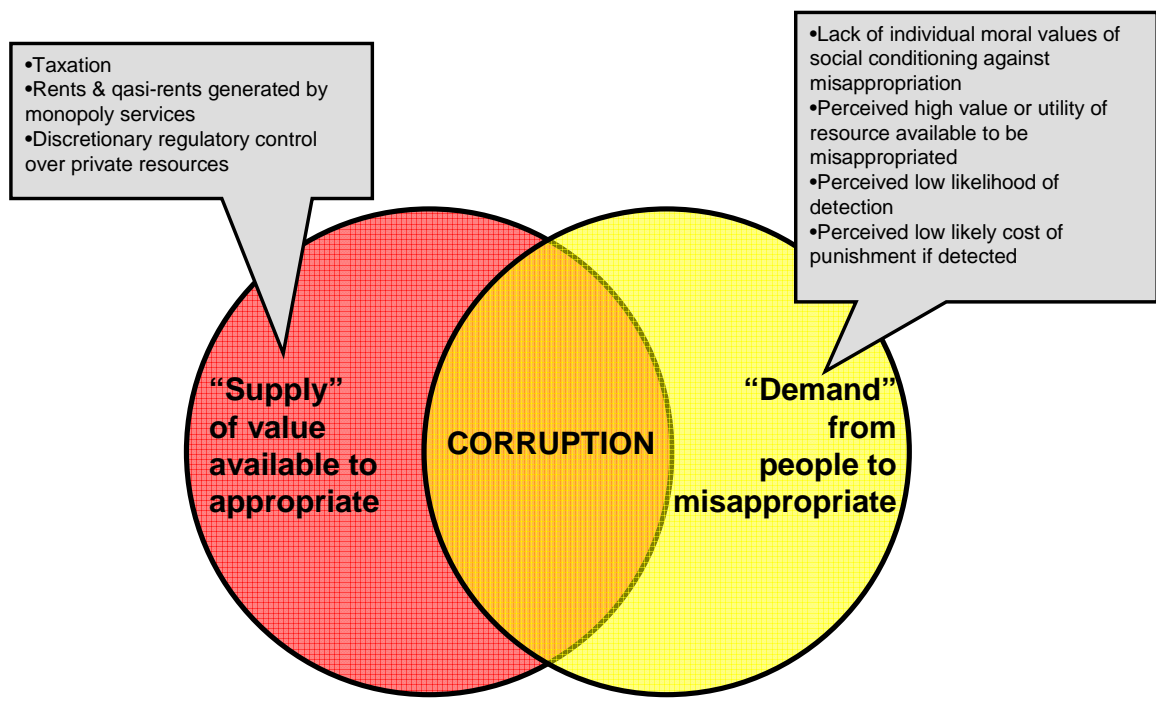 •Taxation
•Rents & qasi-rents generated by
monopoly services
•Discretionary regulatory control
over private resources
•Lack of individual moral values of
social conditioning against
misappropriation
•Perceived high value or utility of
resource available to be
misappropriated
•Perceived low likelihood of
detection
•Perceived low likely cost of
punishment if detected
“Supply”
of value
available to
appropriate
CORRUPTION
“Demand”
from
people to
misappropriate